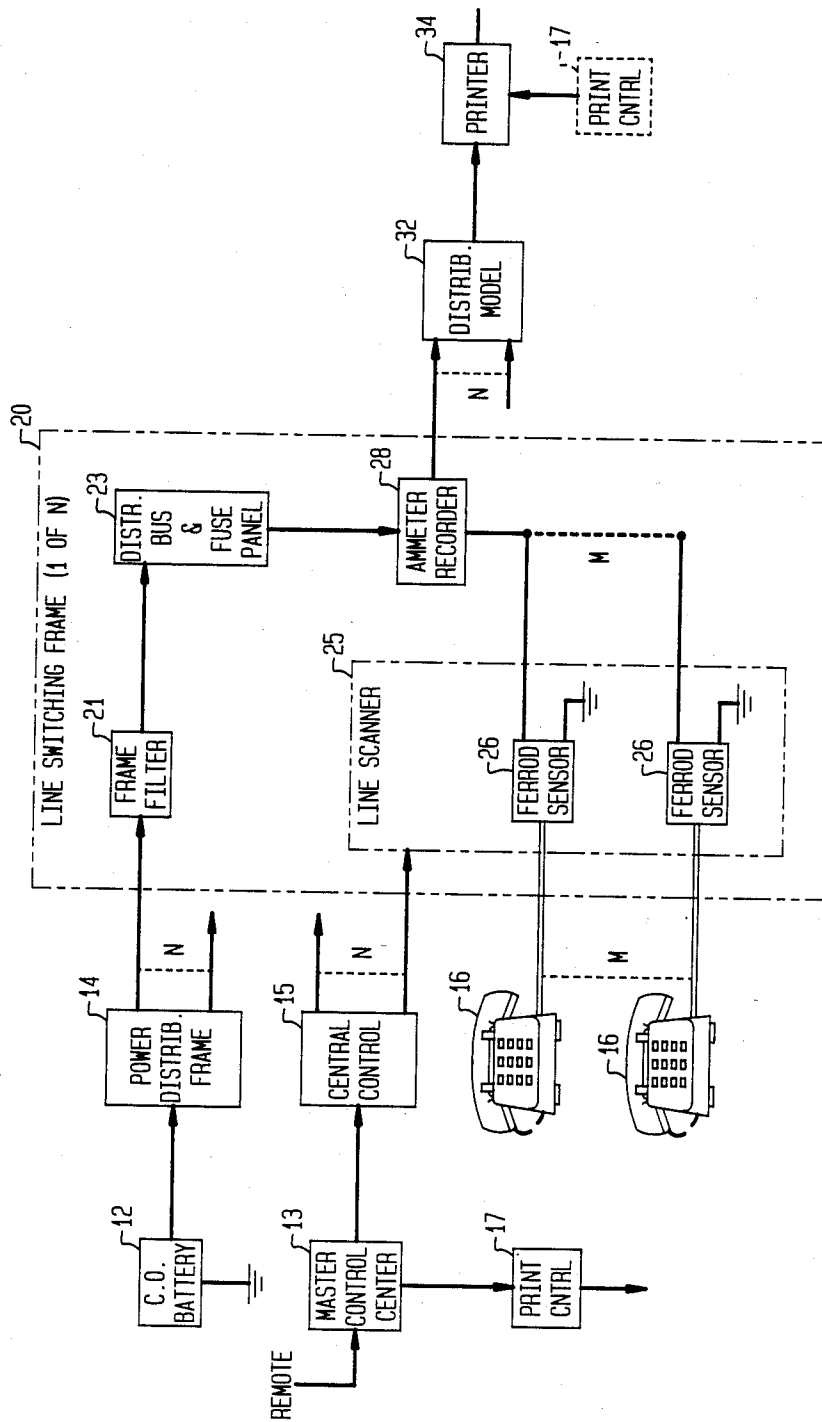 LINE SWITCHING FRAME (1 OF N)
20
12
C.O.
BATTERY
14
POWER
DISTRIB.
FRAME
N
21
FRAME
FILTER
23
DISTR.
BUS
&
FUSE
PANEL
REMOTE
13
MASTER
CONTROL
CENTER
15
CENTRAL
CONTROL
N
17
PRINT
CNTRL
25
LINE SCANNER
28
AMMETER
RECORDER
N
32
DISTRIB.
MODEL
34
PRINTER
17
PRINT
CNTRL
16
26
FERROD
SENSOR
M
M
16
26
FERROD
SENSOR